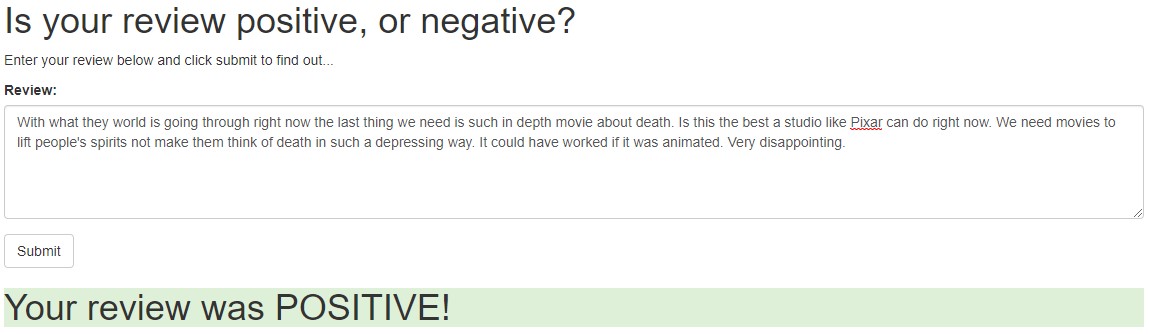 Is your review positive, or negative?
Enter your review below and click submit to find out...
Review:
With what they world is going through right now the last thing we need is such in depth movie about death. Is this the best a studio like Pixar can do right now. We need movies to
lift people's spirits not make them think of death in such a depressing way. It could have worked if it was animated. Very disappointing.
Submit
Your review was POSITIVE!